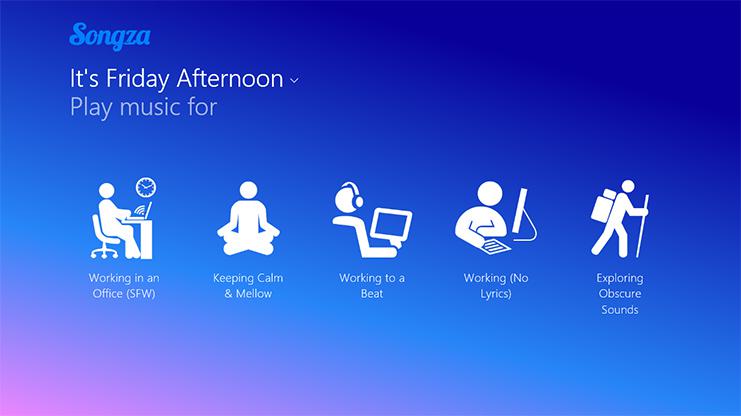 Songza
It's Friday Afternoon
Play music for
Working in an
Office (SFW)
Keeping Calm
& Mellow
Working to a
Beat
Working (No
Lyrics)
Exploring
Obscure
Sounds